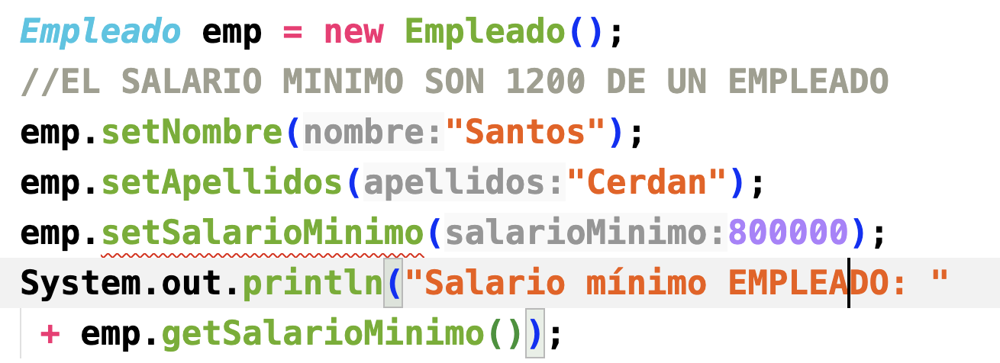 Empleado emp = new Empleado();
//EL SALARIO MINIMO SON 1200 DE UN EMPLEADO
emp.setNombre(nombre:"Santos");
emp.setApellidos(apellidos:"Cerdan");
emp.setSalarioMinimo(salarioMinimo:800000);
System.out.println("Salario mínimo EMPLEADO: "
+ emp.getSalarioMinimo());